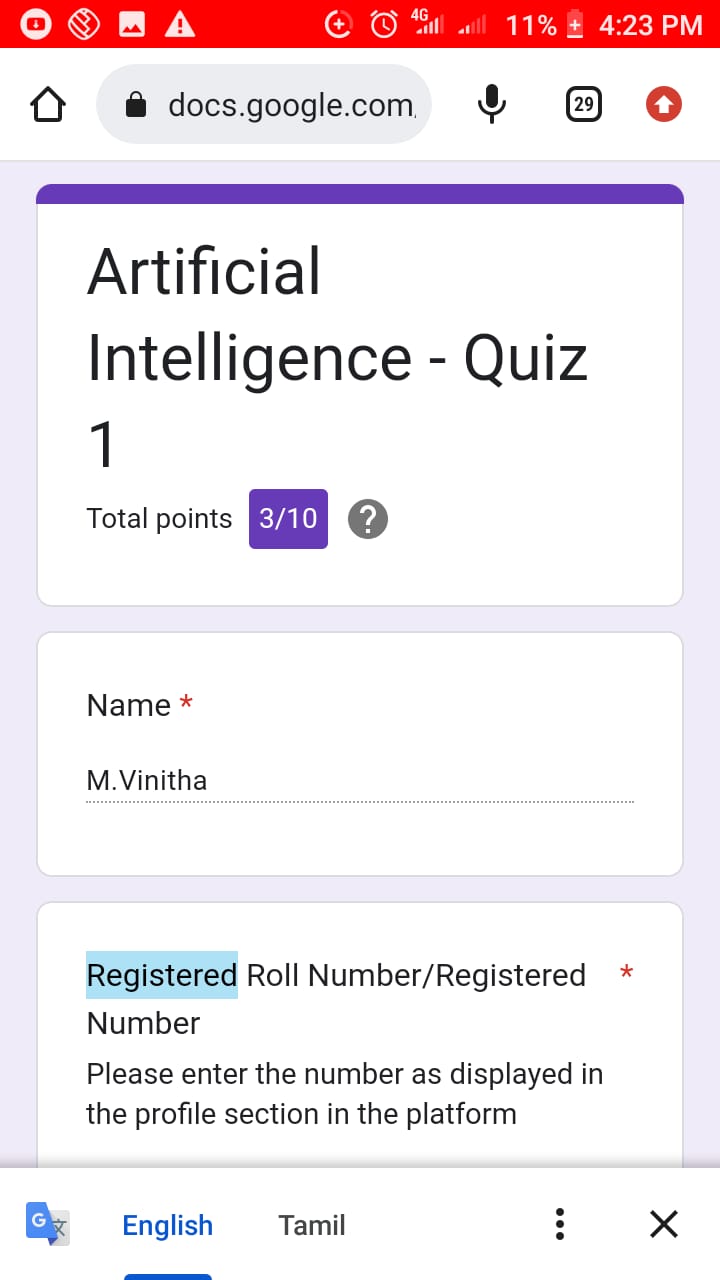 4G 11% 4:23 PM
docs.google.com 29
Artificial
Intelligence - Quiz
1
Total points 3/10 ?
Name *
M.Vinitha
Registered Roll Number/Registered *
Number
Please enter the number as displayed in
the profile section in the platform
G 文 English Tamil